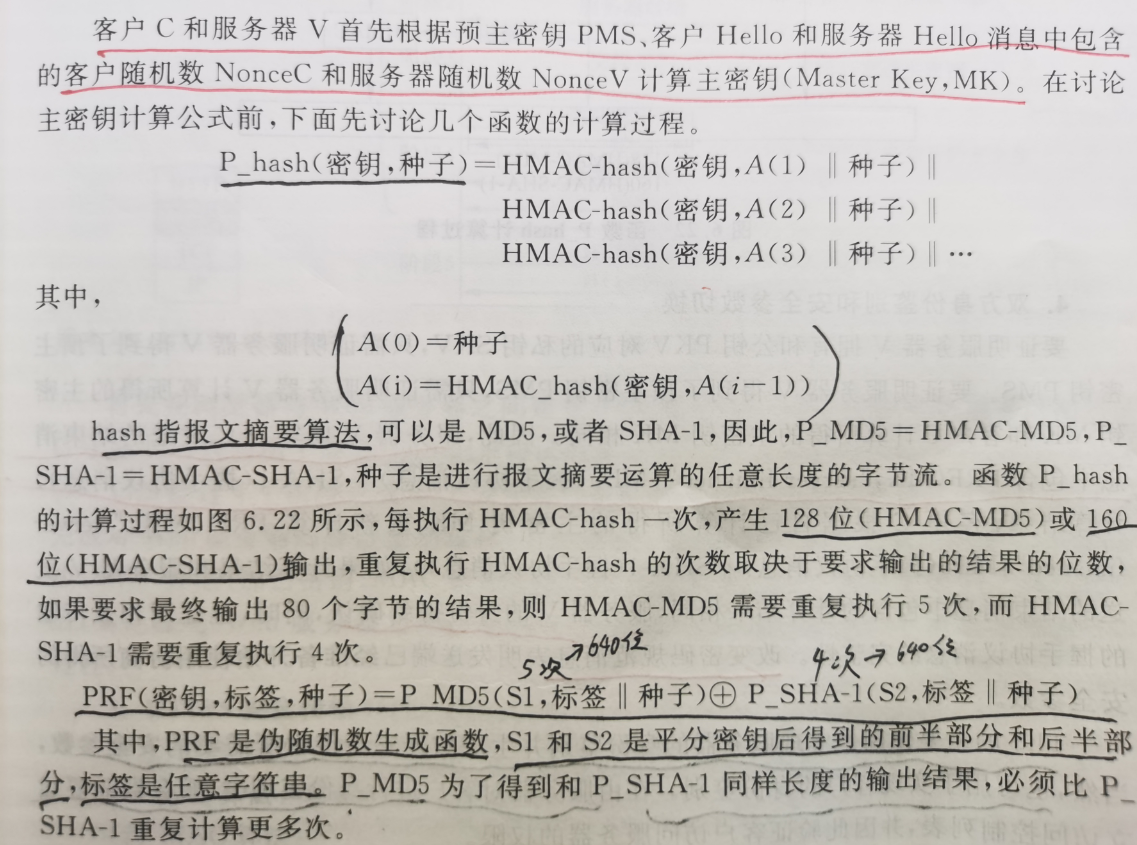 客户 C 和服务器 V 首先根据预主密钥 PMS、客户 Hello 和服务器 Hello 消息中包含
的客户随机数 NonceC 和服务器随机数 NonceV 计算主密钥(Master Key,MK)。在讨论
主密钥计算公式前,下面先讨论几个函数的计算过程。
P_hash(密钥,种子)=HMAC-hash(密钥,A(1) ‖ 种子) ‖
HMAC-hash(密钥,A(2) ‖ 种子) ‖
HMAC-hash(密钥,A(3) ‖ 种子) ‖ …
其中,
A(0)=种子
A(i)=HMAC_hash(密钥,A(i-1))
hash 指报文摘要算法,可以是 MD5,或者 SHA-1,因此,P_MD5=HMAC-MD5,P_
SHA-1=HMAC-SHA-1,种子是进行报文摘要运算的任意长度的字节流。函数 P_hash
的计算过程如图 6.22 所示,每执行 HMAC-hash 一次,产生 128 位(HMAC-MD5)或 160
位(HMAC-SHA-1)输出,重复执行 HMAC-hash 的次数取决于要求输出的结果的位数,
如果要求最终输出 80 个字节的结果,则 HMAC-MD5 需要重复执行 5 次,而 HMAC-
SHA-1 需要重复执行 4 次。
5次→640位 4次→640位
PRF(密钥,标签,种子)=P_MD5(S1,标签 ‖ 种子)⊕ P_SHA-1(S2,标签 ‖ 种子)
其中,PRF 是伪随机数生成函数,S1 和 S2 是平分密钥后得到的前半部分和后半部
分,标签是任意字符串。P_MD5 为了得到和 P_SHA-1 同样长度的输出结果,必须比 P_
SHA-1 重复计算更多次。